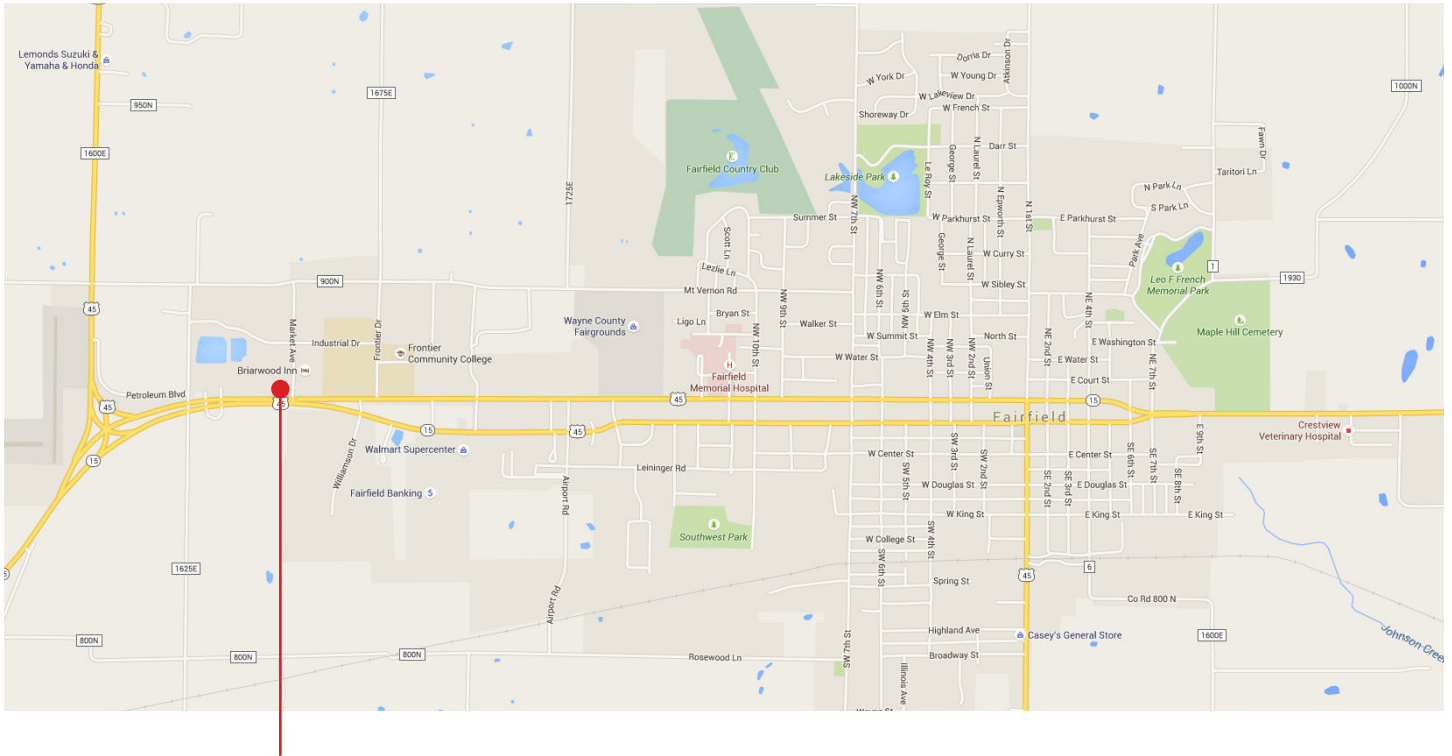 Lemonds Suzuki &
Yamaha & Honda
950N
1675E
1600E
1725E
1000N
Dorris Dr
Atkinson Dr
W York Dr
W Young Dr
W Lakeview Dr
W French St
Shoreway Dr
Fairfield Country Club
Lakeside Park
Le Roy St
George St
N Laurel St
Darr St
N Epworth St
N 1st St
NW 7th St
Fawn Dr
Taritori Ln
N Park Ln
S Park Ln
Summer St
W Parkhurst St
E Parkhurst St
Park Ave
Scott Ln
George St
N Laurel St
W Curry St
Lezlie Ln
Leo F French
Memorial Park
1
1930
900N
Mt Vernon Rd
NW 6th St
NW 5th St
W Sibley St
45
Market Ave
Frontier Dr
Wayne County
Fairgrounds
Bryan St
Ligo Ln
NW 9th St
NW 10th St
Walker St
W Elm St
NE 4th St
Maple Hill Cemetery
Industrial Dr
Frontier
Community College
W Summit St
North St
NE 2nd St
E Washington St
W Water St
NW 4th St
NW 3rd St
NW 2nd St
Union St
E Water St
NE 7th St
Briarwood Inn
H
Fairfield
Memorial Hospital
E Court St
Petroleum Blvd
45
45
45
15
Fairfield
15
45
Crestview
Veterinary Hospital
15
Williamson Dr
Walmart Supercenter
W Center St
SW 3rd St
SW 2nd St
E Center St
E 9th St
Leininger Rd
SW 5th St
SE 2nd St
SE 3rd St
SE 6th St
SE 7th St
SE 8th St
Fairfield Banking
$
Airport Rd
W Douglas St
E Douglas St
W King St
E King St
E King St
Southwest Park
W College St
SW 4th St
1625E
SW 6th St
Spring St
45
6
Airport Rd
Co Rd 800 N
Highland Ave
Casey's General Store
1600E
800N
800N
800N
Rosewood Ln
SW 7th St
Broadway St
Illinois Ave
Johnson Creek